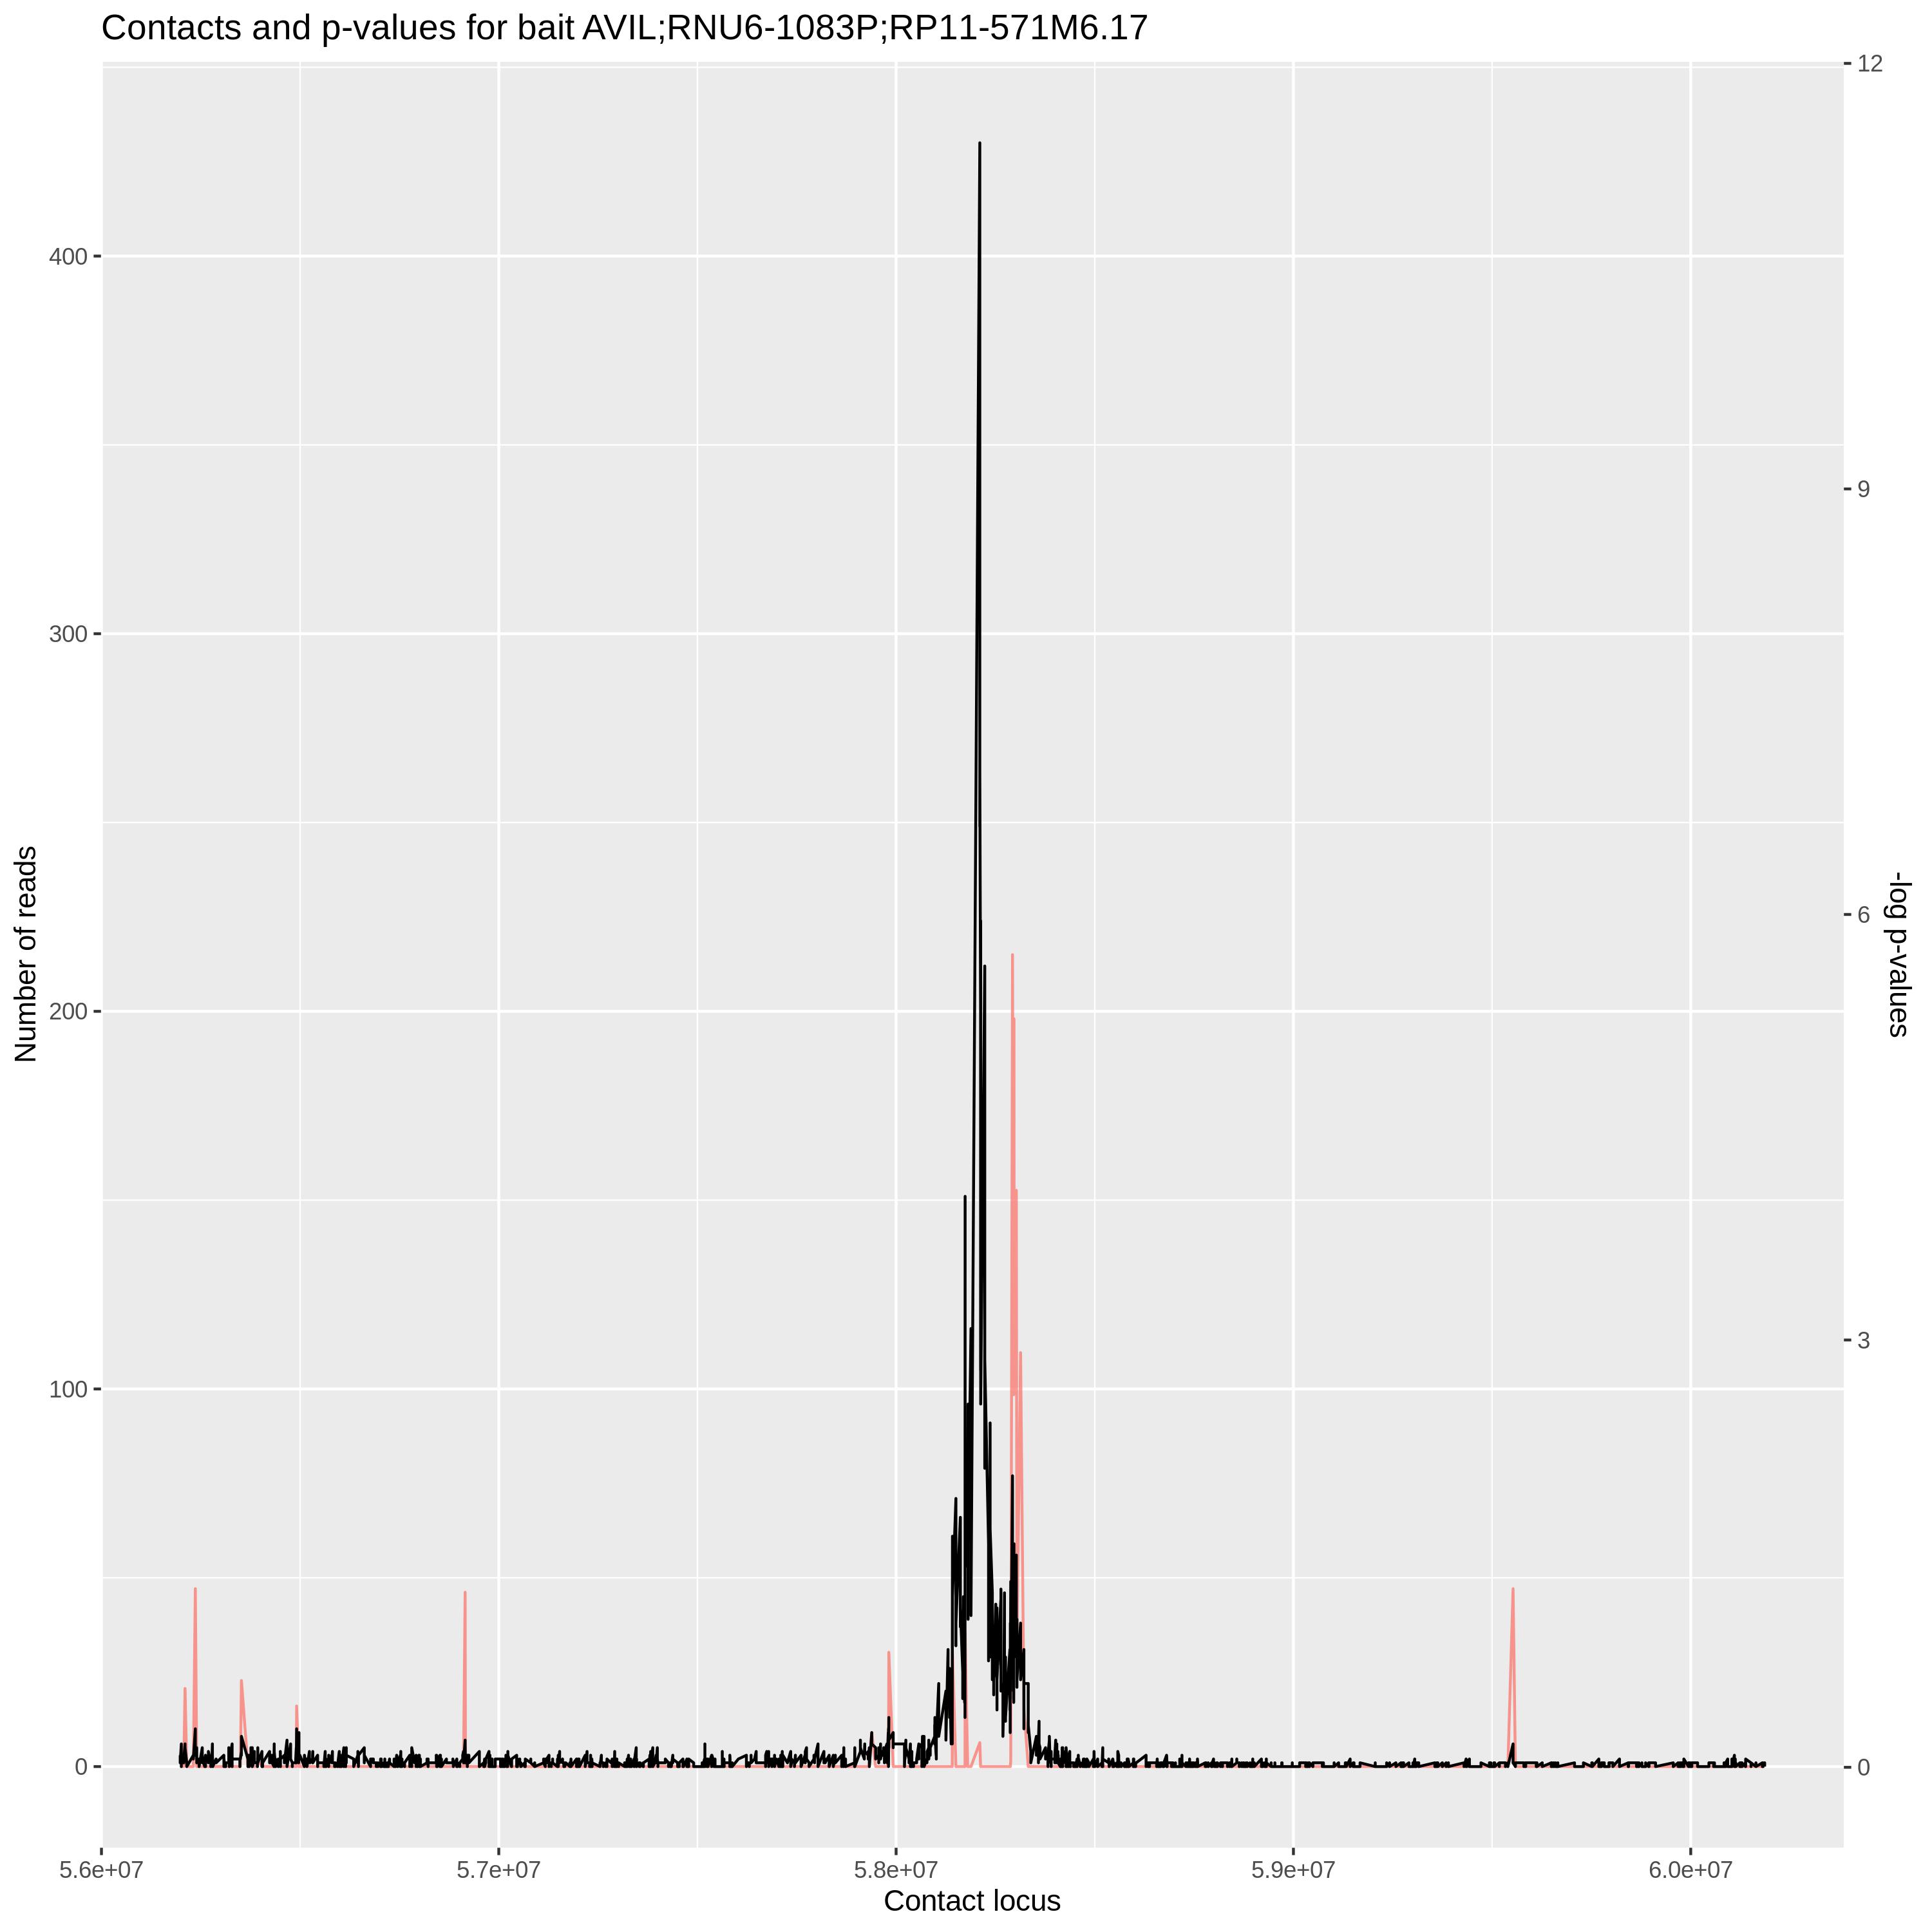 Contacts and p-values for bait AVIL;RNU6-1083P;RP11-571M6.17
12
400
9
300
6
Number of reads
-log p-values
200
3
100
0
0
5.6e+07
5.7e+07
5.8e+07
5.9e+07
6.0e+07
Contact locus